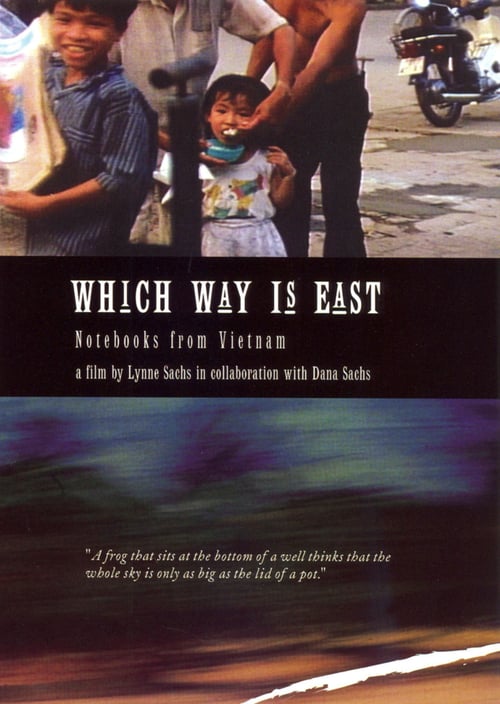 WHICH WAY IS EAST
Notebooks from Vietnam
a film by Lynne Sachs in collaboration with Dana Sachs
"A frog that sits at the bottom of a well thinks that the
whole sky is only as big as the lid of a pot."